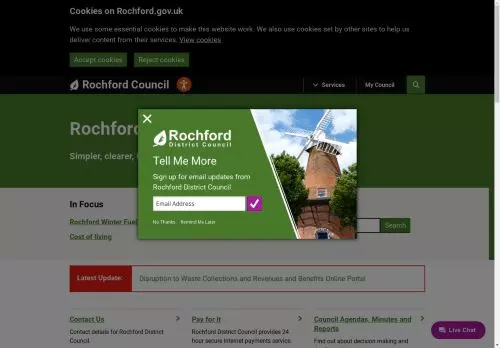 Cookies on Rochford.gov.uk
We use some essential cookies to make this website work. We also use cookies set by other sites to help us
deliver content from their services. View cookies
Accept cookies
Reject cookies
Rochford Council
Services
My Council
Rochford
Simpler, clearer,
Rochford
District Council
Tell Me More
Sign up for email updates from
Rochford District Council
Email Address
No Thanks
Remind Me Later
In Focus
Rochford Winter Fuel
Cost of living
Search
Latest Update:
Disruption to Waste Collections and Revenues and Benefits Online Portal
Contact Us
Contact details for Rochford District
Council.
Pay for It
Rochford District Council provides 24
hour secure Internet payments service.
Council Agendas, Minutes and
Reports
Find out about decision making and
Live Chat